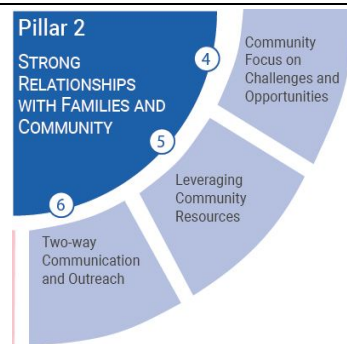 Pillar 2
STRONG
RELATIONSHIPS
WITH FAMILIES AND
COMMUNITY
4
Community
Focus on
Challenges and
Opportunities
5
Leveraging
Community
Resources
6
Two-way
Communication
and Outreach